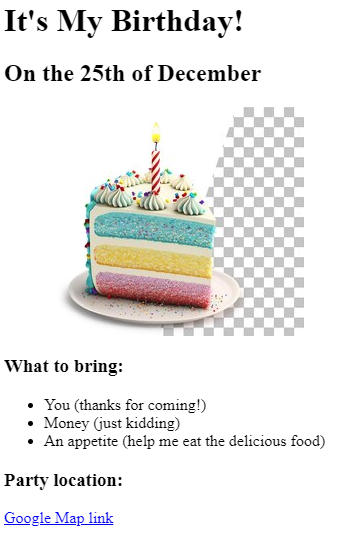 It's My Birthday!
On the 25th of December
What to bring:
You (thanks for coming!)
Money (just kidding)
An appetite (help me eat the delicious food)
Party location:
Google Map link